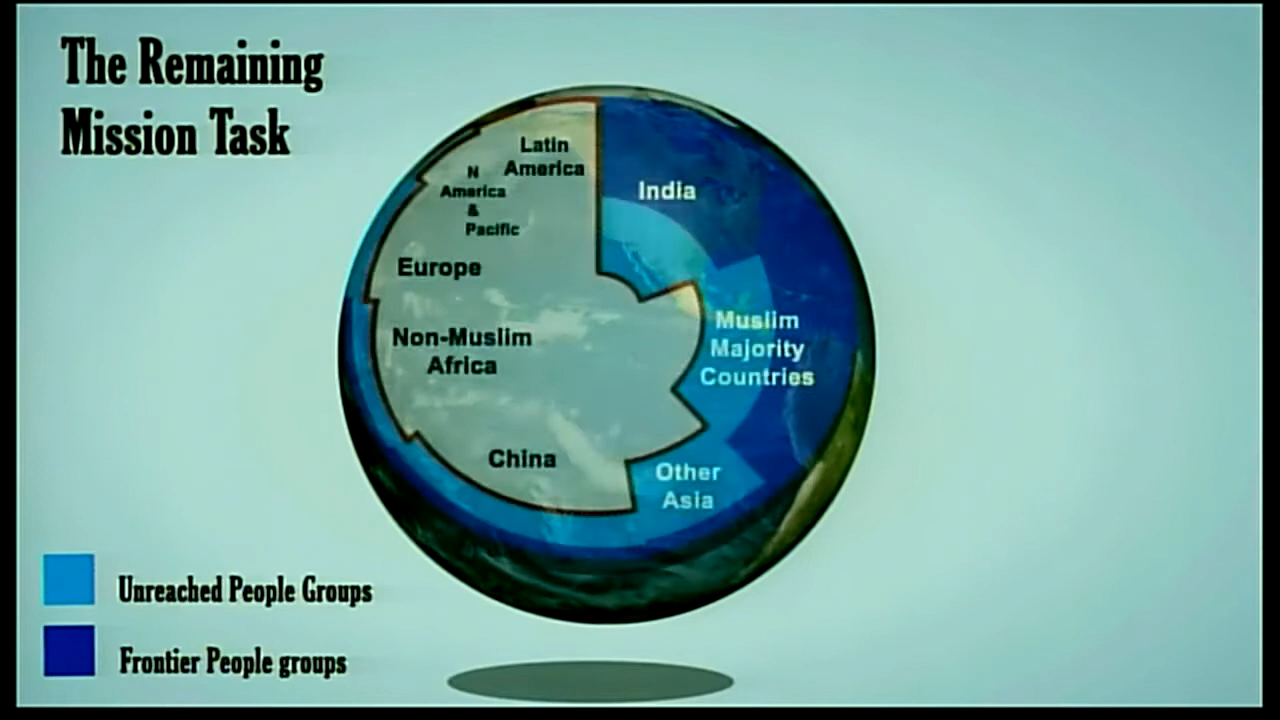 The Remaining
Mission Task
Latin
America
N
America
&
Pacific
India
Europe
Non-Muslim
Africa
Muslim
Majority
Countries
China
Other
Asia
Unreached People Groups
Frontier People groups